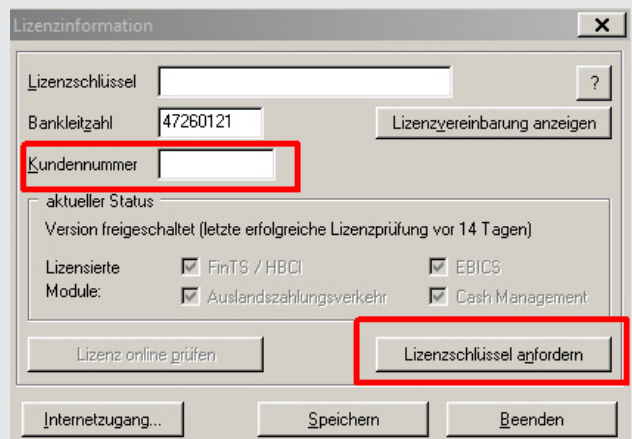 Lizenzinformation
Lizenzschlüssel ?
Bankleitzahl 47260121 Lizenzvereinbarung anzeigen
Kundennummer
aktueller Status
Version freigeschaltet (letzte erfolgreiche Lizenzprüfung vor 14 Tagen)
Lizensierte FinTS / HBCI EBICS
Module: Auslandszahlungsverkehr Cash Management
Lizenz online prüfen Lizenzschlüssel anfordern
Internetzugang... Speichern Beenden